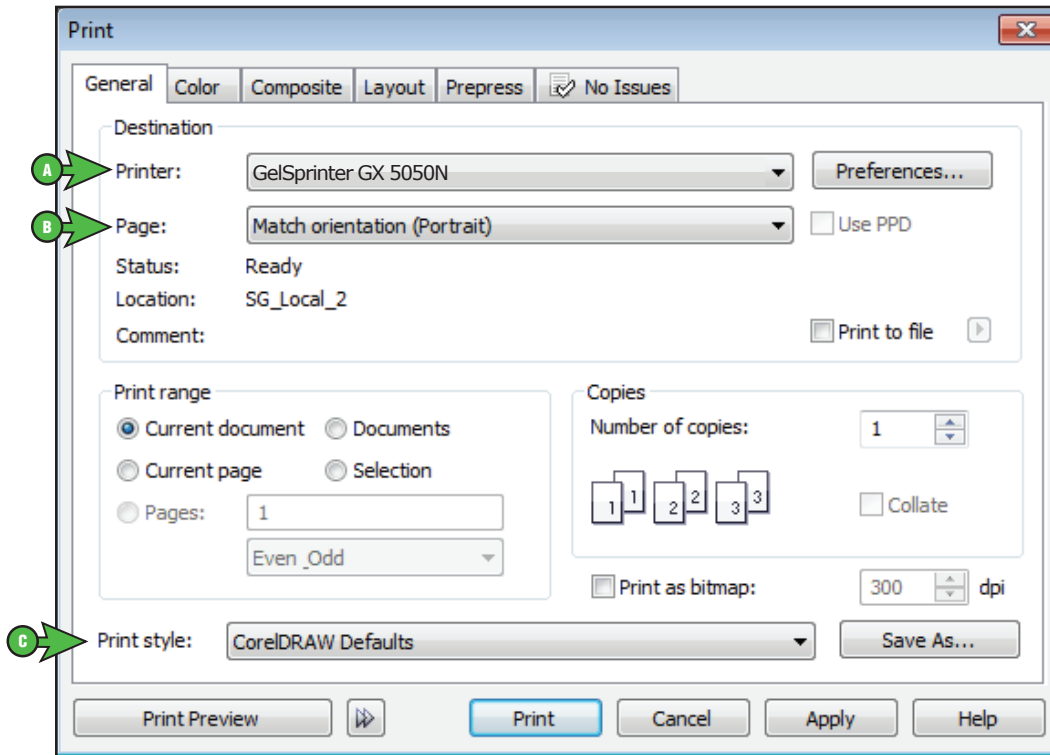 Print
General Color Composite Layout Prepress No Issues
Destination
A Printer: GelSprinter GX 5050N Preferences...
B Page: Match orientation (Portrait) Use PPD
Status: Ready
Location: SG_Local_2
Comment: Print to file
Print range
Current document Documents
Current page Selection
Pages: 1
Even_Odd
Copies
Number of copies: 1
1 1 2 2 3 3 Collate
Print as bitmap: 300 dpi
C Print style: CorelDRAW Defaults Save As...
Print Preview Print Cancel Apply Help